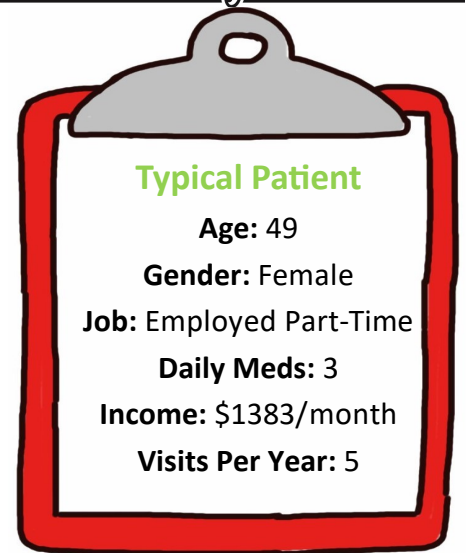 Typical Patient
Age: 49
Gender: Female
Job: Employed Part-Time
Daily Meds: 3
Income: $1383/month
Visits Per Year: 5